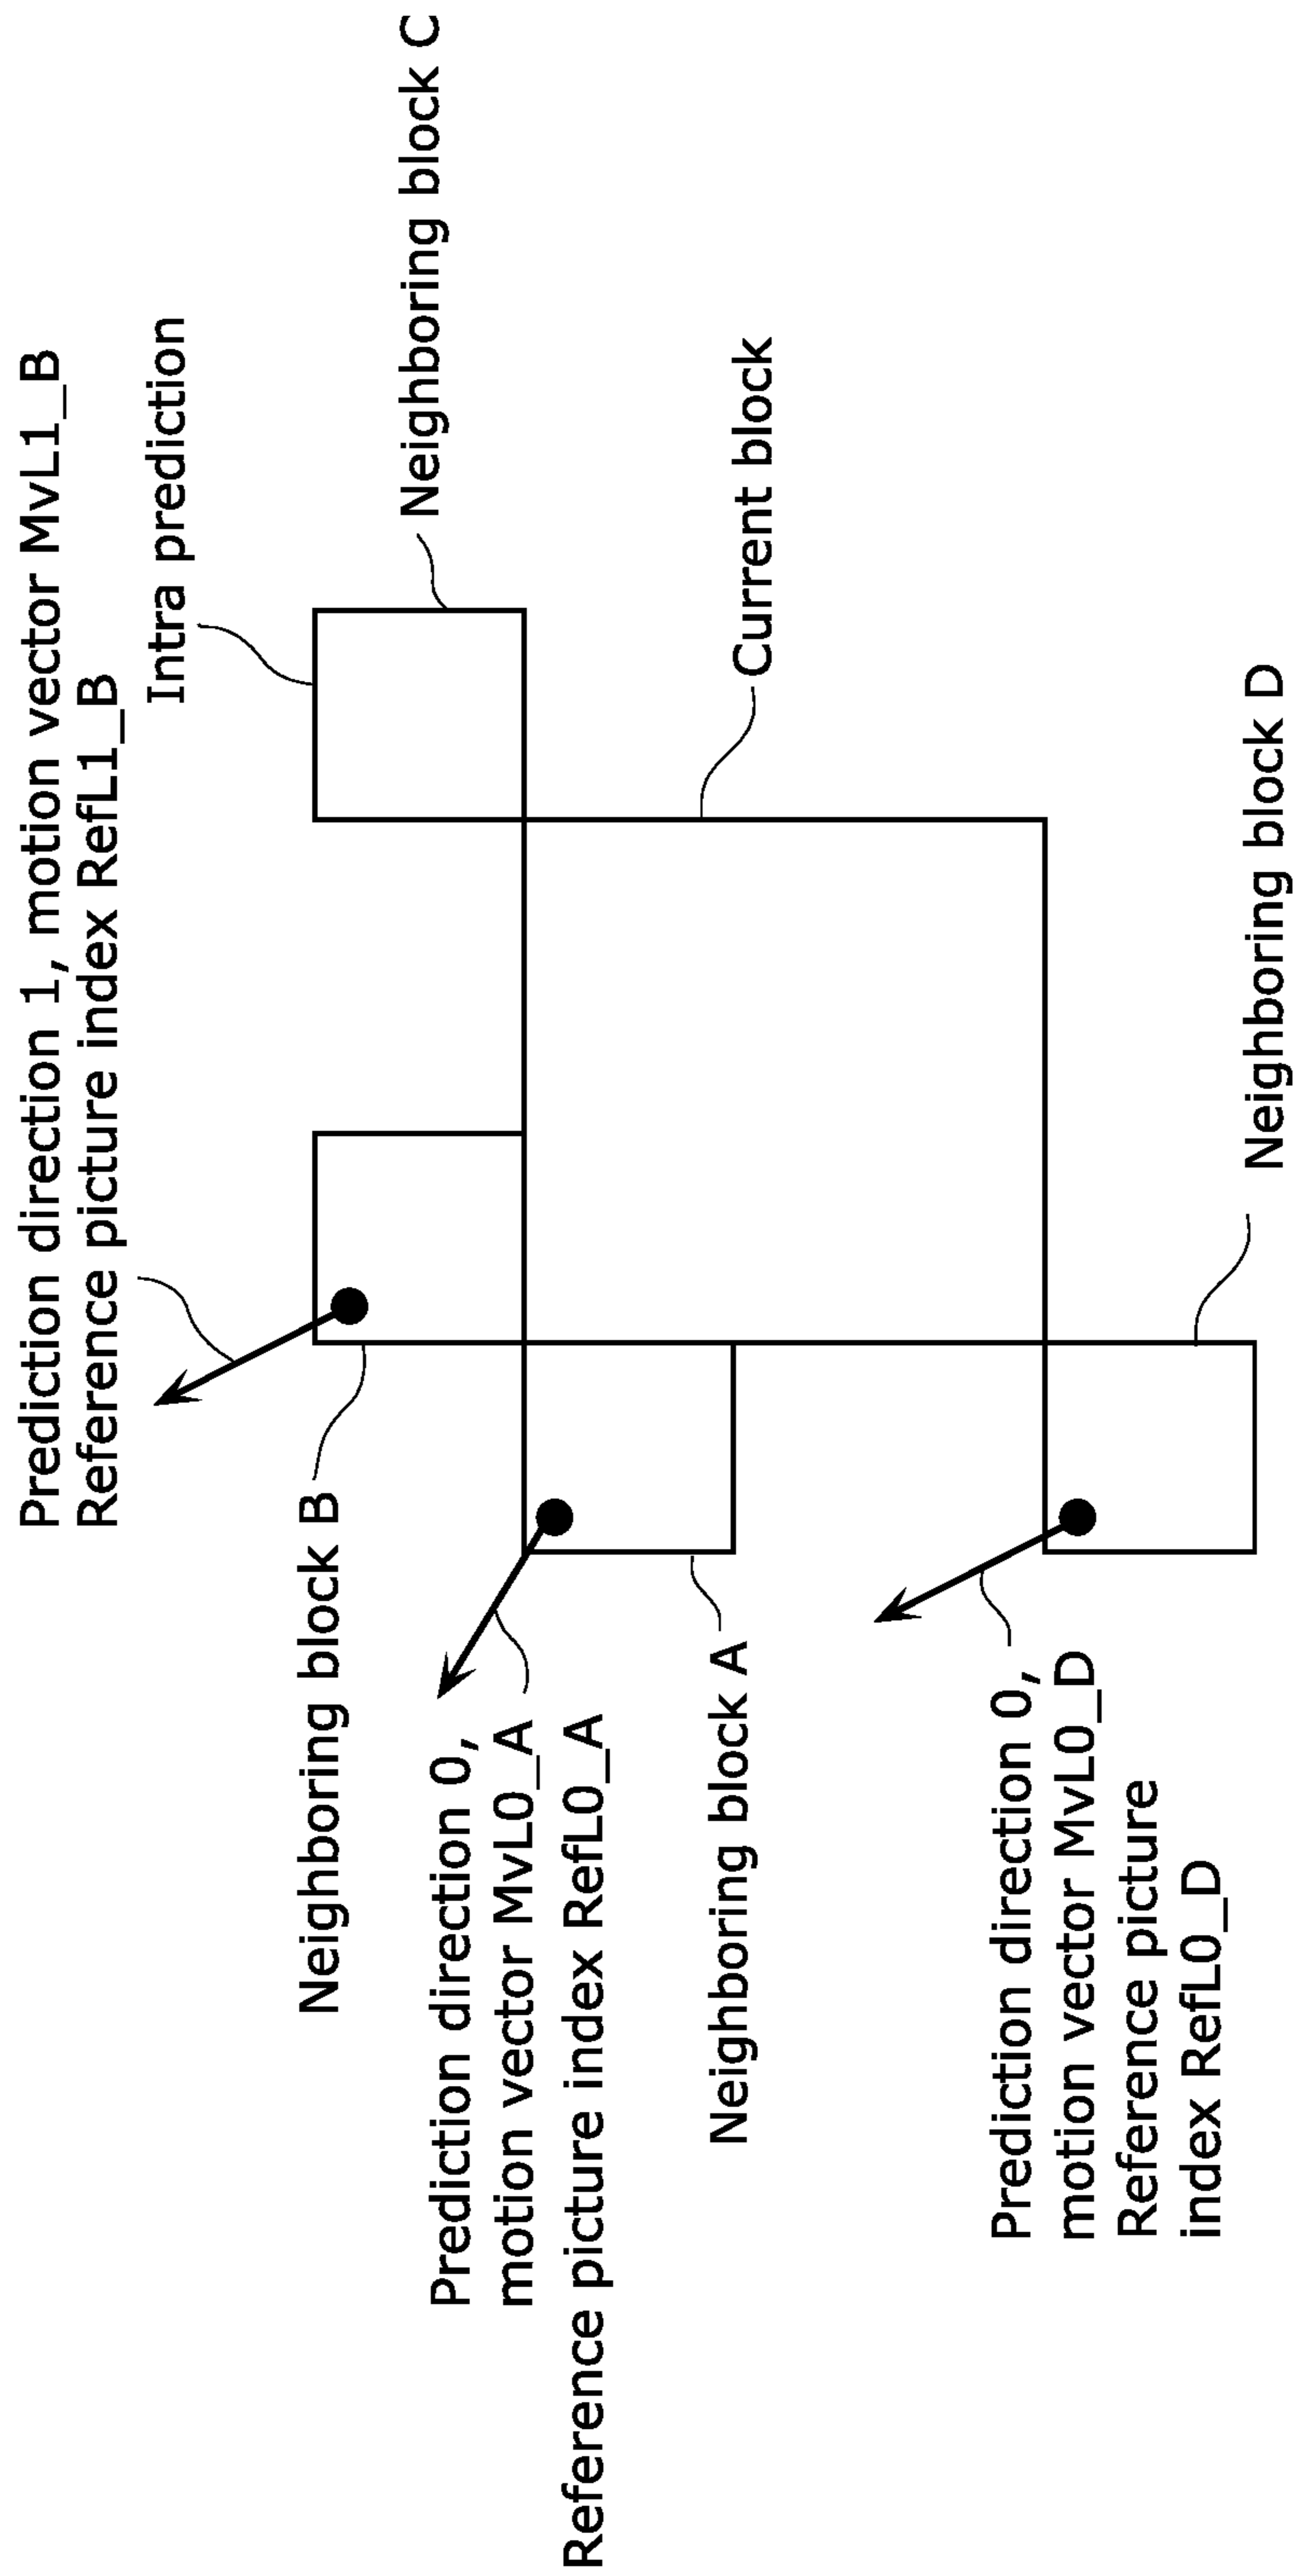 Prediction direction 1, motion vector MvL1_B
Reference picture index RefL1_B
Intra prediction
Neighboring block B
Neighboring block C
Prediction direction 0,
motion vector MvL0_A
Reference picture index RefL0_A
Neighboring block A
Current block
Prediction direction 0,
motion vector MvL0_D
Reference picture
index RefL0_D
Neighboring block D